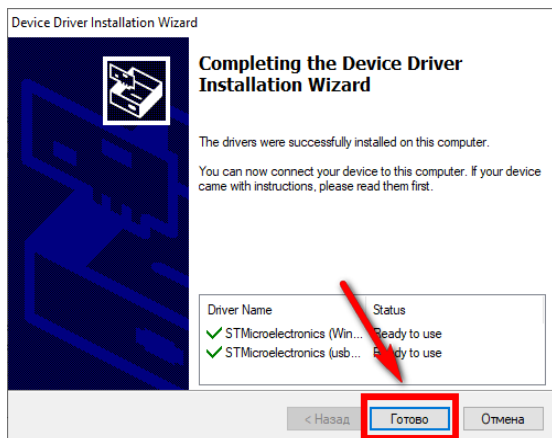 Device Driver Installation Wizard
Completing the Device Driver
Installation Wizard
The drivers were successfully installed on this computer.
You can now connect your device to this computer. If your device
came with instructions, please read them first.
Driver Name Status
STMicroelectronics (Win... Ready to use
STMicroelectronics (usb... Ready to use
< Назад Готово Отмена